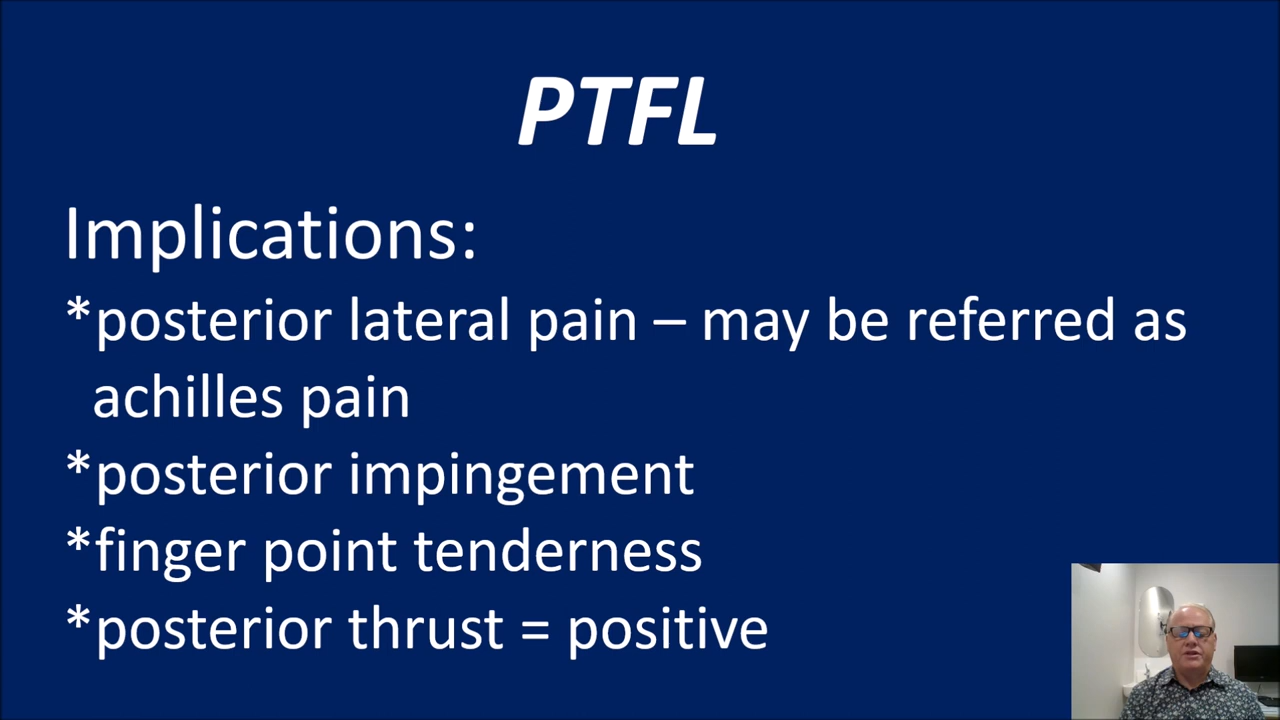 PTFL
Implications:
*posterior lateral pain – may be referred as
achilles pain
*posterior impingement
*finger point tenderness
*posterior thrust = positive